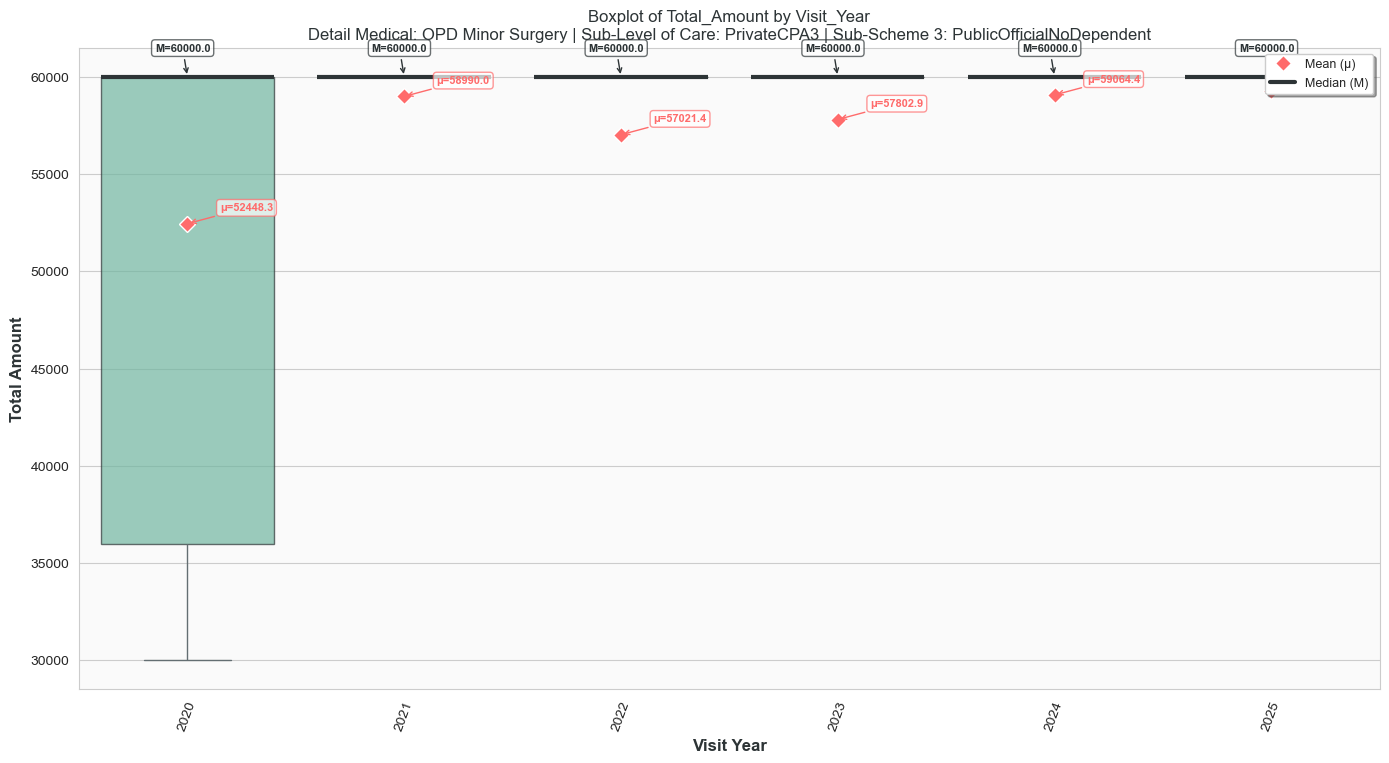 Boxplot of Total_Amount by Visit_Year
Detail Medical: OPD Minor Surgery | Sub-Level of Care: PrivateCPA3 | Sub-Scheme 3: PublicOfficialNoDependent
M=60000.0 M=60000.0 M=60000.0 M=60000.0 M=60000.0 M=60000.0
Mean (μ)
Median (M)
μ=52448.3
μ=58990.0
μ=57021.4
μ=57802.9
μ=59064.4
Total Amount
60000
55000
50000
45000
40000
35000
30000
2020 2021 2022 2023 2024 2025
Visit Year